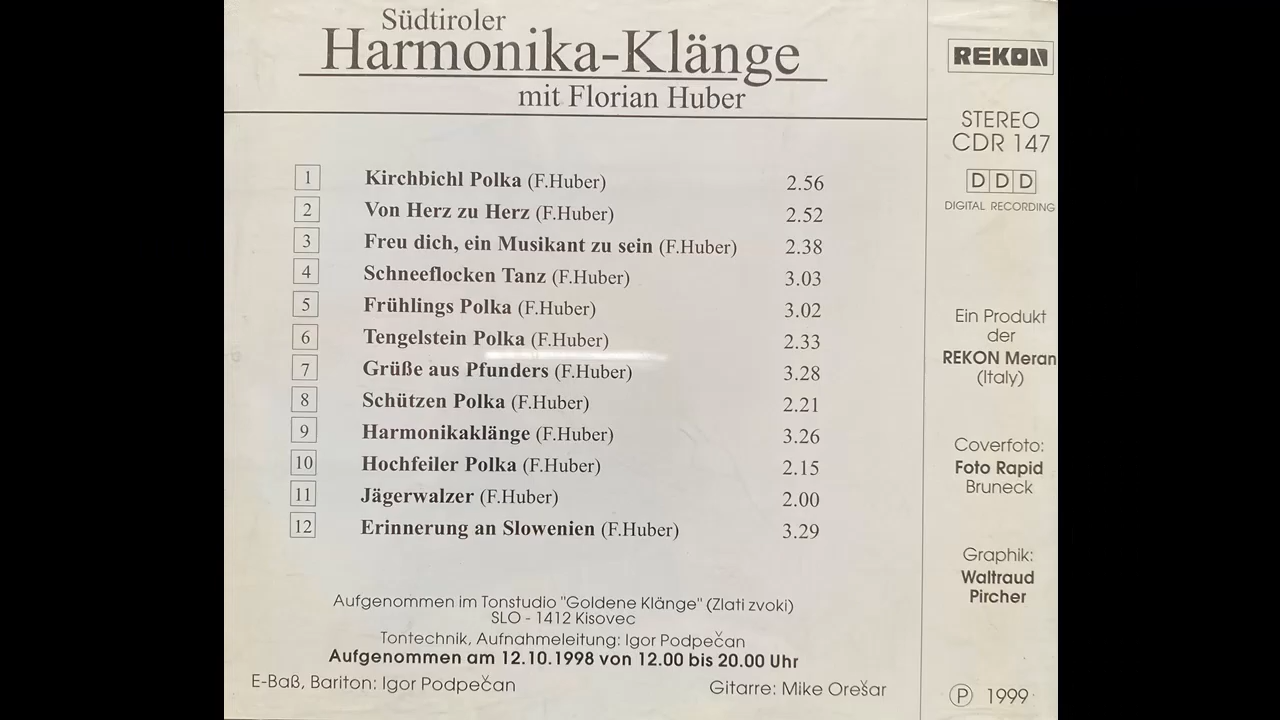 Südtiroler
Harmonika-Klänge
mit Florian Huber
1 Kirchbichl Polka (F.Huber) 2.56
2 Von Herz zu Herz (F.Huber) 2.52
3 Freu dich, ein Musikant zu sein (F.Huber) 2.38
4 Schneeflocken Tanz (F.Huber) 3.03
5 Frühlings Polka (F.Huber) 3.02
6 Tengelstein Polka (F.Huber) 2.33
7 Grüße aus Pfunders (F.Huber) 3.28
8 Schützen Polka (F.Huber) 2.21
9 Harmonikaklänge (F.Huber) 3.26
10 Hochfeiler Polka (F.Huber) 2.15
11 Jägerwalzer (F.Huber) 2.00
12 Erinnerung an Slowenien (F.Huber) 3.29
Aufgenommen im Tonstudio "Goldene Klänge" (Zlati zvoki)
SLO - 1412 Kisovec
Tontechnik, Aufnahmeleitung: Igor Podpečan
Aufgenommen am 12.10.1998 von 12.00 bis 20.00 Uhr
E-Baß, Bariton: Igor Podpečan Gitarre: Mike Orešar
REKON
STEREO
CDR 147
DDD
DIGITAL RECORDING
Ein Produkt
der
REKON Meran
(Italy)
Coverfoto:
Foto Rapid
Bruneck
Graphik:
Waltraud
Pircher
℗ 1999